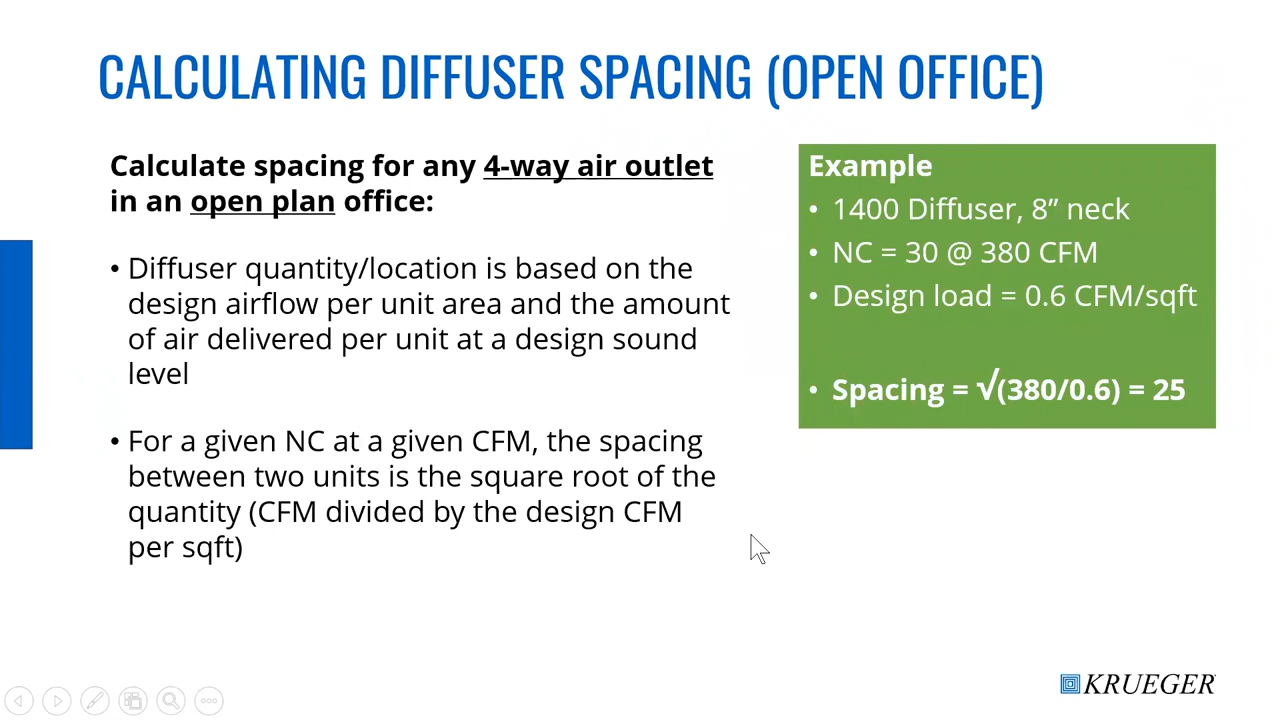 CALCULATING DIFFUSER SPACING (OPEN OFFICE)
Calculate spacing for any 4-way air outlet
in an open plan office:
• Diffuser quantity/location is based on the
design airflow per unit area and the amount
of air delivered per unit at a design sound
level
• For a given NC at a given CFM, the spacing
between two units is the square root of the
quantity (CFM divided by the design CFM
per sqft)
Example
• 1400 Diffuser, 8” neck
• NC = 30 @ 380 CFM
• Design load = 0.6 CFM/sqft
• Spacing = √(380/0.6) = 25
KRUEGER